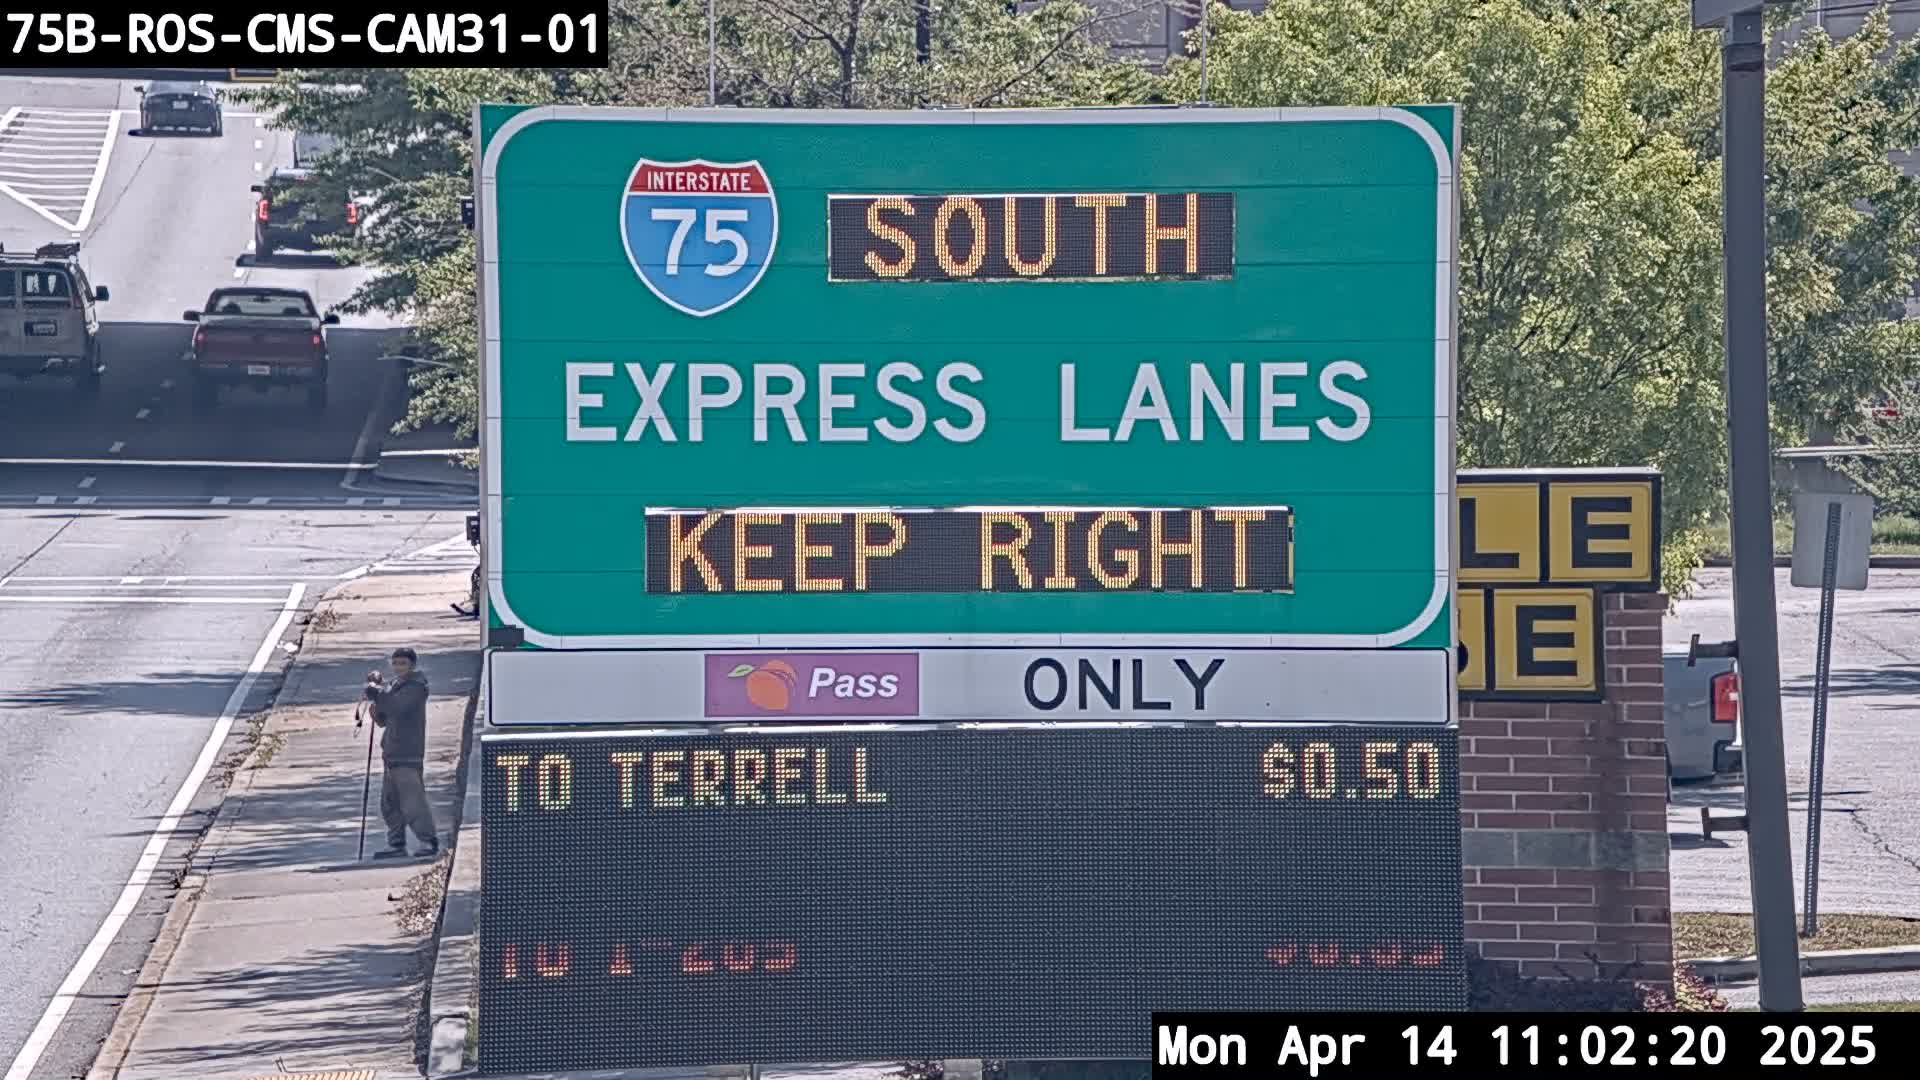 75B-ROS-CMS-CAM31-01
INTERSTATE
75
SOUTH
EXPRESS LANES
KEEP RIGHT
Pass ONLY
TO TERRELL $0.50
LE
E
Mon Apr 14 11:02:20 2025